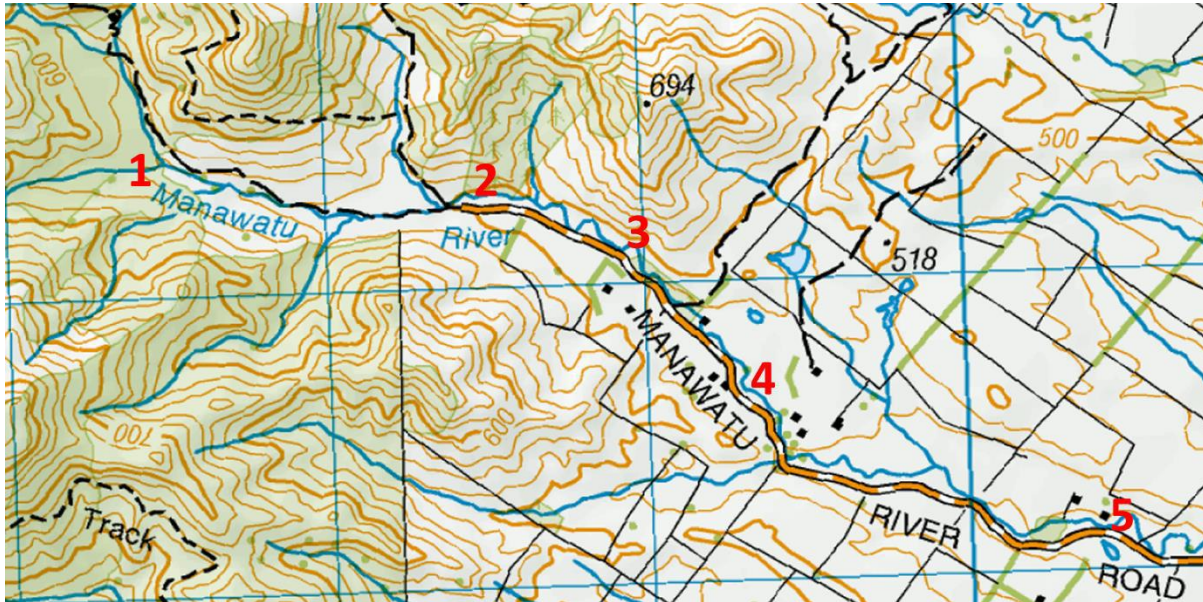 694
600
500
1
2
Manawatu
River
3
518
MANAWATU
4
600
700
RIVER
5
Track
ROAD